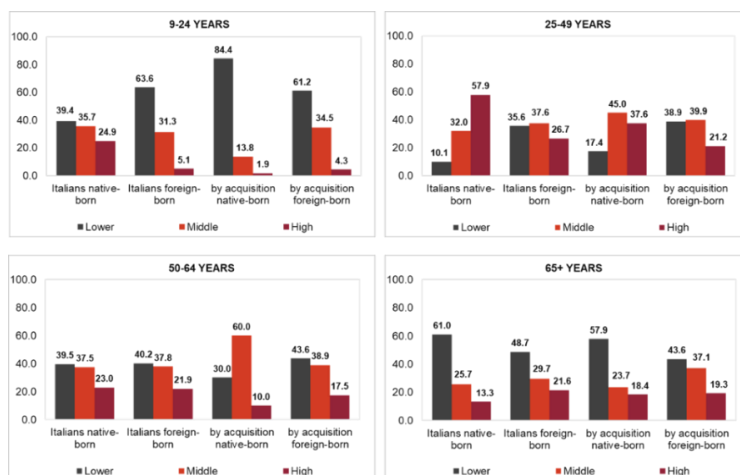 9-24 YEARS
100.0
80.0
60.0
40.0
20.0
0.0
39.4 35.7 24.9 63.6 31.3 5.1 84.4 13.8 1.9 61.2 34.5 4.3
Italians native- Italians foreign- by acquisition by acquisition
born born native-born foreign-born
Lower Middle High
25-49 YEARS
100.0
80.0
60.0
40.0
20.0
0.0
10.1 32.0 57.9 35.6 37.6 26.7 17.4 45.0 37.6 38.9 39.9 21.2
Italians native- Italians foreign- by acquisition by acquisition
born born native-born foreign-born
Lower Middle High
50-64 YEARS
100.0
80.0
60.0
40.0
20.0
0.0
39.5 37.5 23.0 40.2 37.8 21.9 30.0 60.0 10.0 43.6 38.9 17.5
Italians native- Italians foreign- by acquisition by acquisition
born born native-born foreign-born
Lower Middle High
65+ YEARS
100.0
80.0
60.0
40.0
20.0
0.0
61.0 25.7 13.3 48.7 29.7 21.6 57.9 23.7 18.4 43.6 37.1 19.3
Italians native- Italians foreign- by acquisition by acquisition
born born native-born foreign-born
Lower Middle High